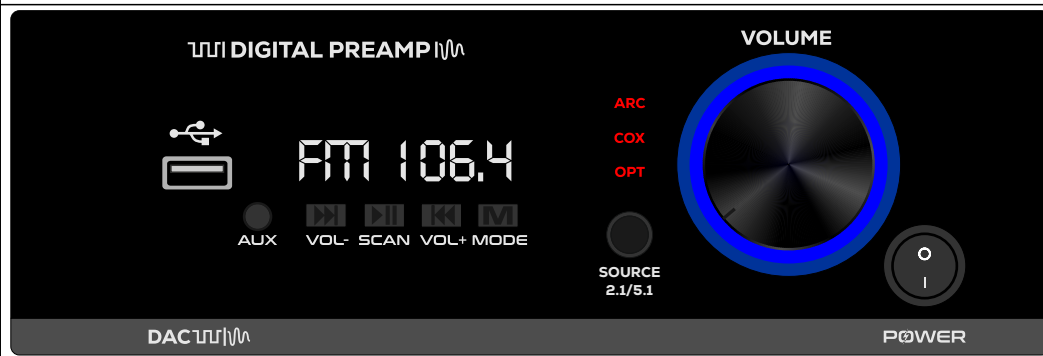 DIGITAL PREAMP
VOLUME
ARC
COX
OPT
FM 106.4
M
AUX
VOL- SCAN VOL+ MODE
SOURCE
2.1/5.1
O
I
DAC
POWER